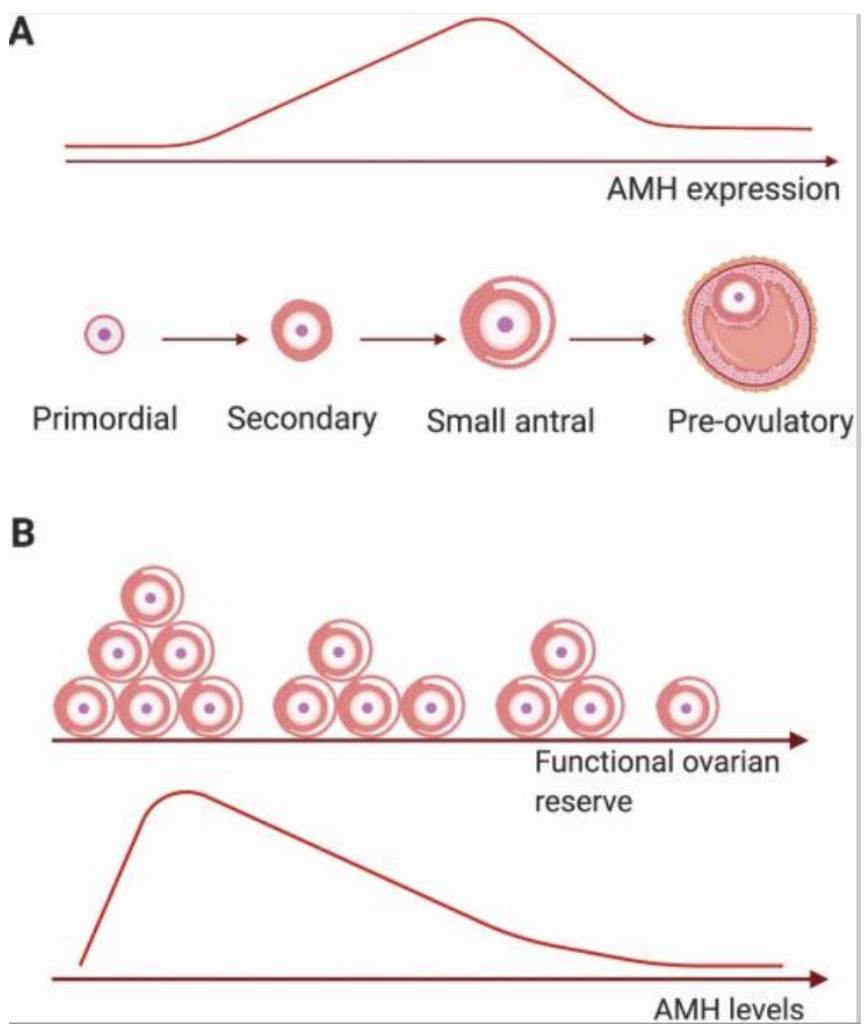 A
AMH expression
Primordial
Secondary
Small antral
Pre-ovulatory
B
Functional ovarian
reserve
AMH levels